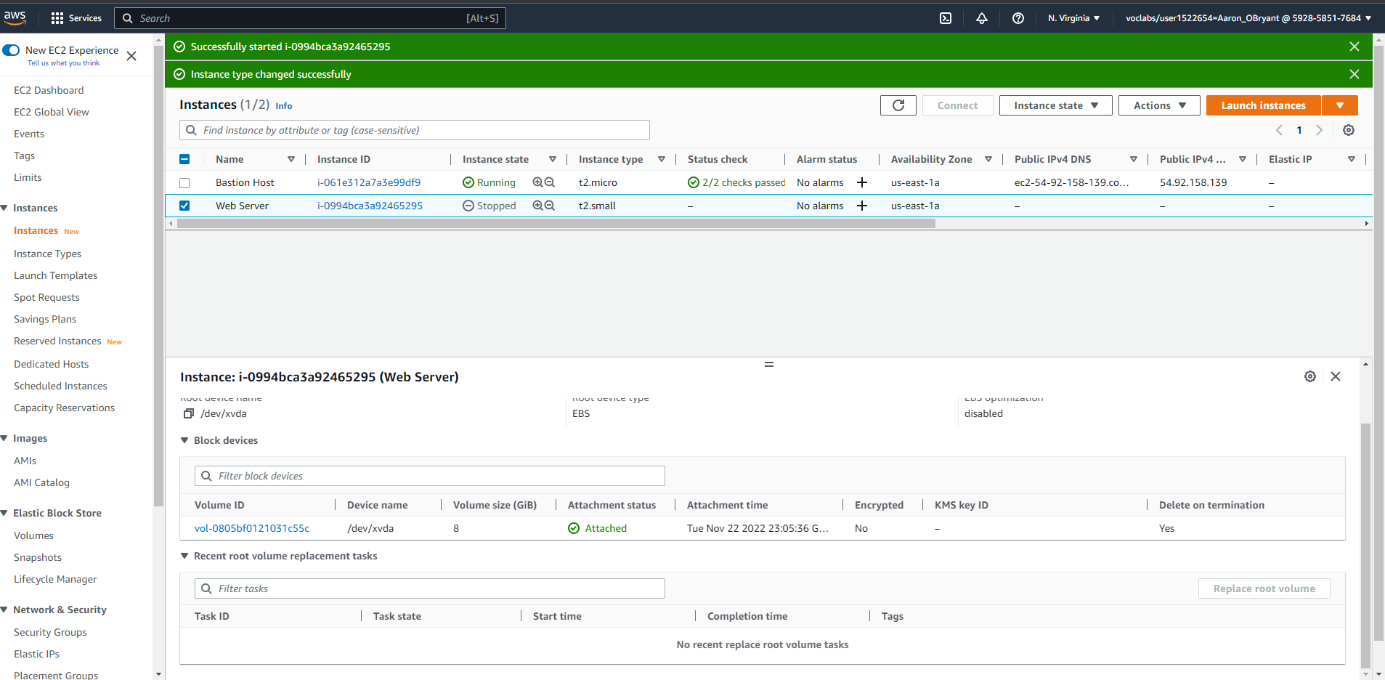 aws Services Search [Alt+S] N. Virginia voclabs/user1522654=Aaron_OBryant @ 5928-5851-7684
New EC2 Experience
Tell us what you think
EC2 Dashboard
EC2 Global View
Events
Tags
Limits
Instances
Instances New
Instance Types
Launch Templates
Spot Requests
Savings Plans
Reserved Instances New
Dedicated Hosts
Scheduled Instances
Capacity Reservations
Images
AMIs
AMI Catalog
Elastic Block Store
Volumes
Snapshots
Lifecycle Manager
Network & Security
Security Groups
Elastic IPs
Placement Groups
Successfully started i-0994bca3a92465295
Instance type changed successfully
Instances (1/2) Info Connect Instance state Actions Launch instances
Find instance by attribute or tag (case-sensitive) 1
Name Instance ID Instance state Instance type Status check Alarm status Availability Zone Public IPv4 DNS Public IPv4 ... Elastic IP
Bastion Host i-061e312a7a3e99df9 Running t2.micro 2/2 checks passed No alarms + us-east-1a ec2-54-92-158-139.co... 54.92.158.139 –
Web Server i-0994bca3a92465295 Stopped t2.small – No alarms + us-east-1a – – –
Instance: i-0994bca3a92465295 (Web Server)
Root device name Root device type EBS optimization
/dev/xvda EBS disabled
Block devices
Filter block devices
Volume ID Device name Volume size (GiB) Attachment status Attachment time Encrypted KMS key ID Delete on termination
vol-0805bf0121031c55c /dev/xvda 8 Attached Tue Nov 22 2022 23:05:36 G... No – Yes
Recent root volume replacement tasks
Filter tasks Replace root volume
Task ID Task state Start time Completion time Tags
No recent replace root volume tasks